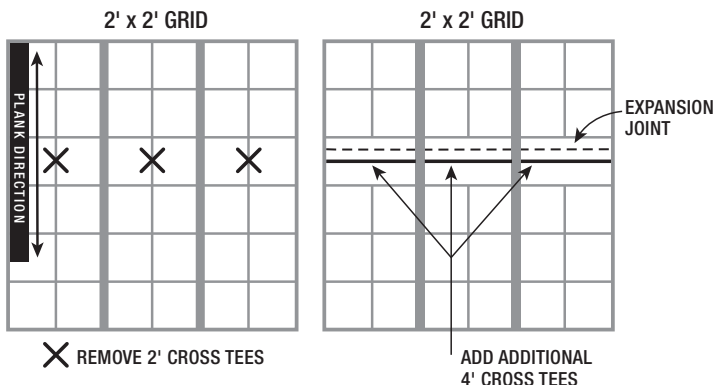 2' x 2' GRID
PLANK DIRECTION
REMOVE 2' CROSS TEES
2' x 2' GRID
EXPANSION
JOINT
ADD ADDITIONAL
4' CROSS TEES